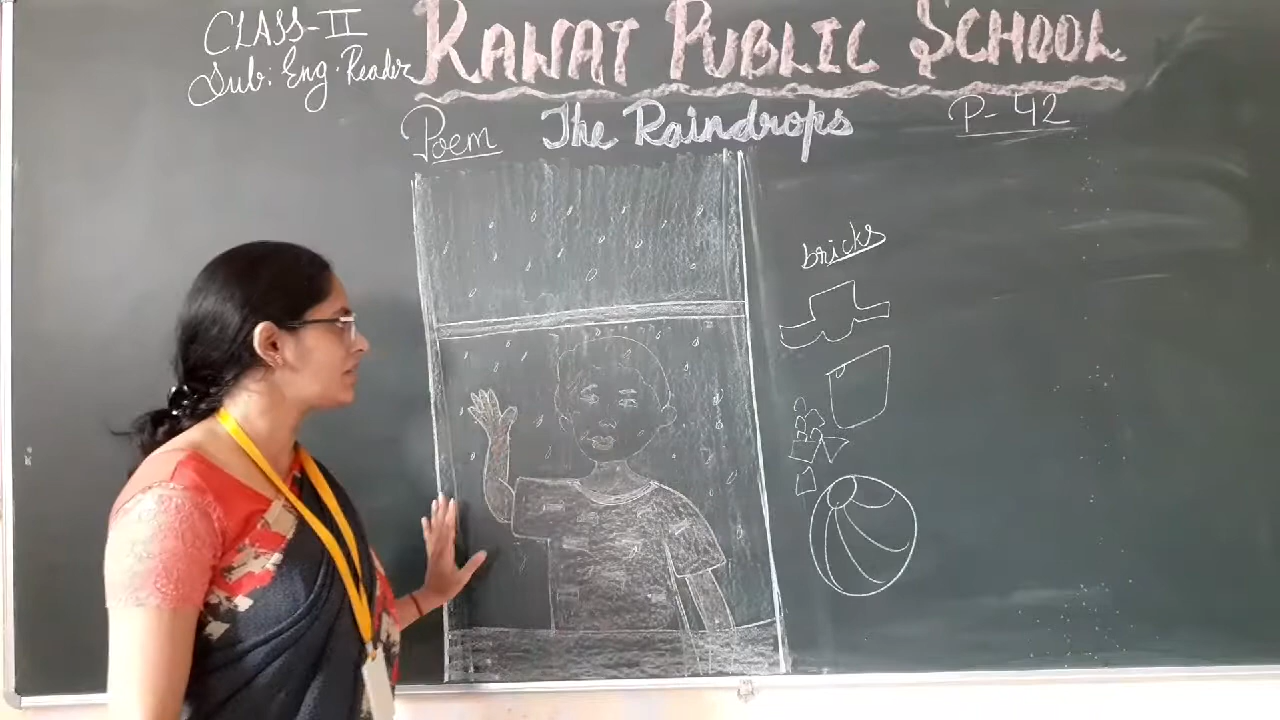 CLASS-II
Sub: Eng. Reader
RAWAT PUBLIC SCHOOL
Poem The Raindrops P-42
bricks